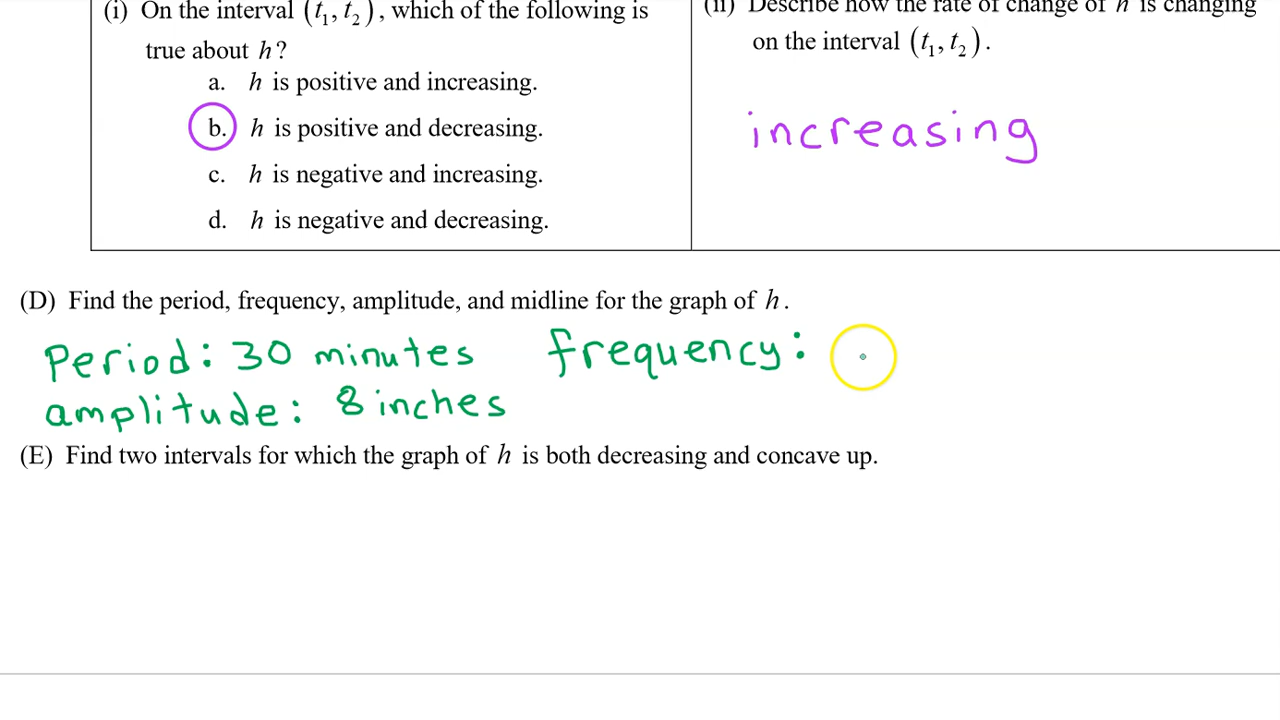 (i) On the interval (t₁, t₂), which of the following is
true about h?
a. h is positive and increasing.
b. h is positive and decreasing.
c. h is negative and increasing.
d. h is negative and decreasing.
(ii) Describe how the rate of change of h is changing
on the interval (t₁, t₂).
increasing
(D) Find the period, frequency, amplitude, and midline for the graph of h.
Period: 30 minutes frequency:
amplitude: 8 inches
(E) Find two intervals for which the graph of h is both decreasing and concave up.